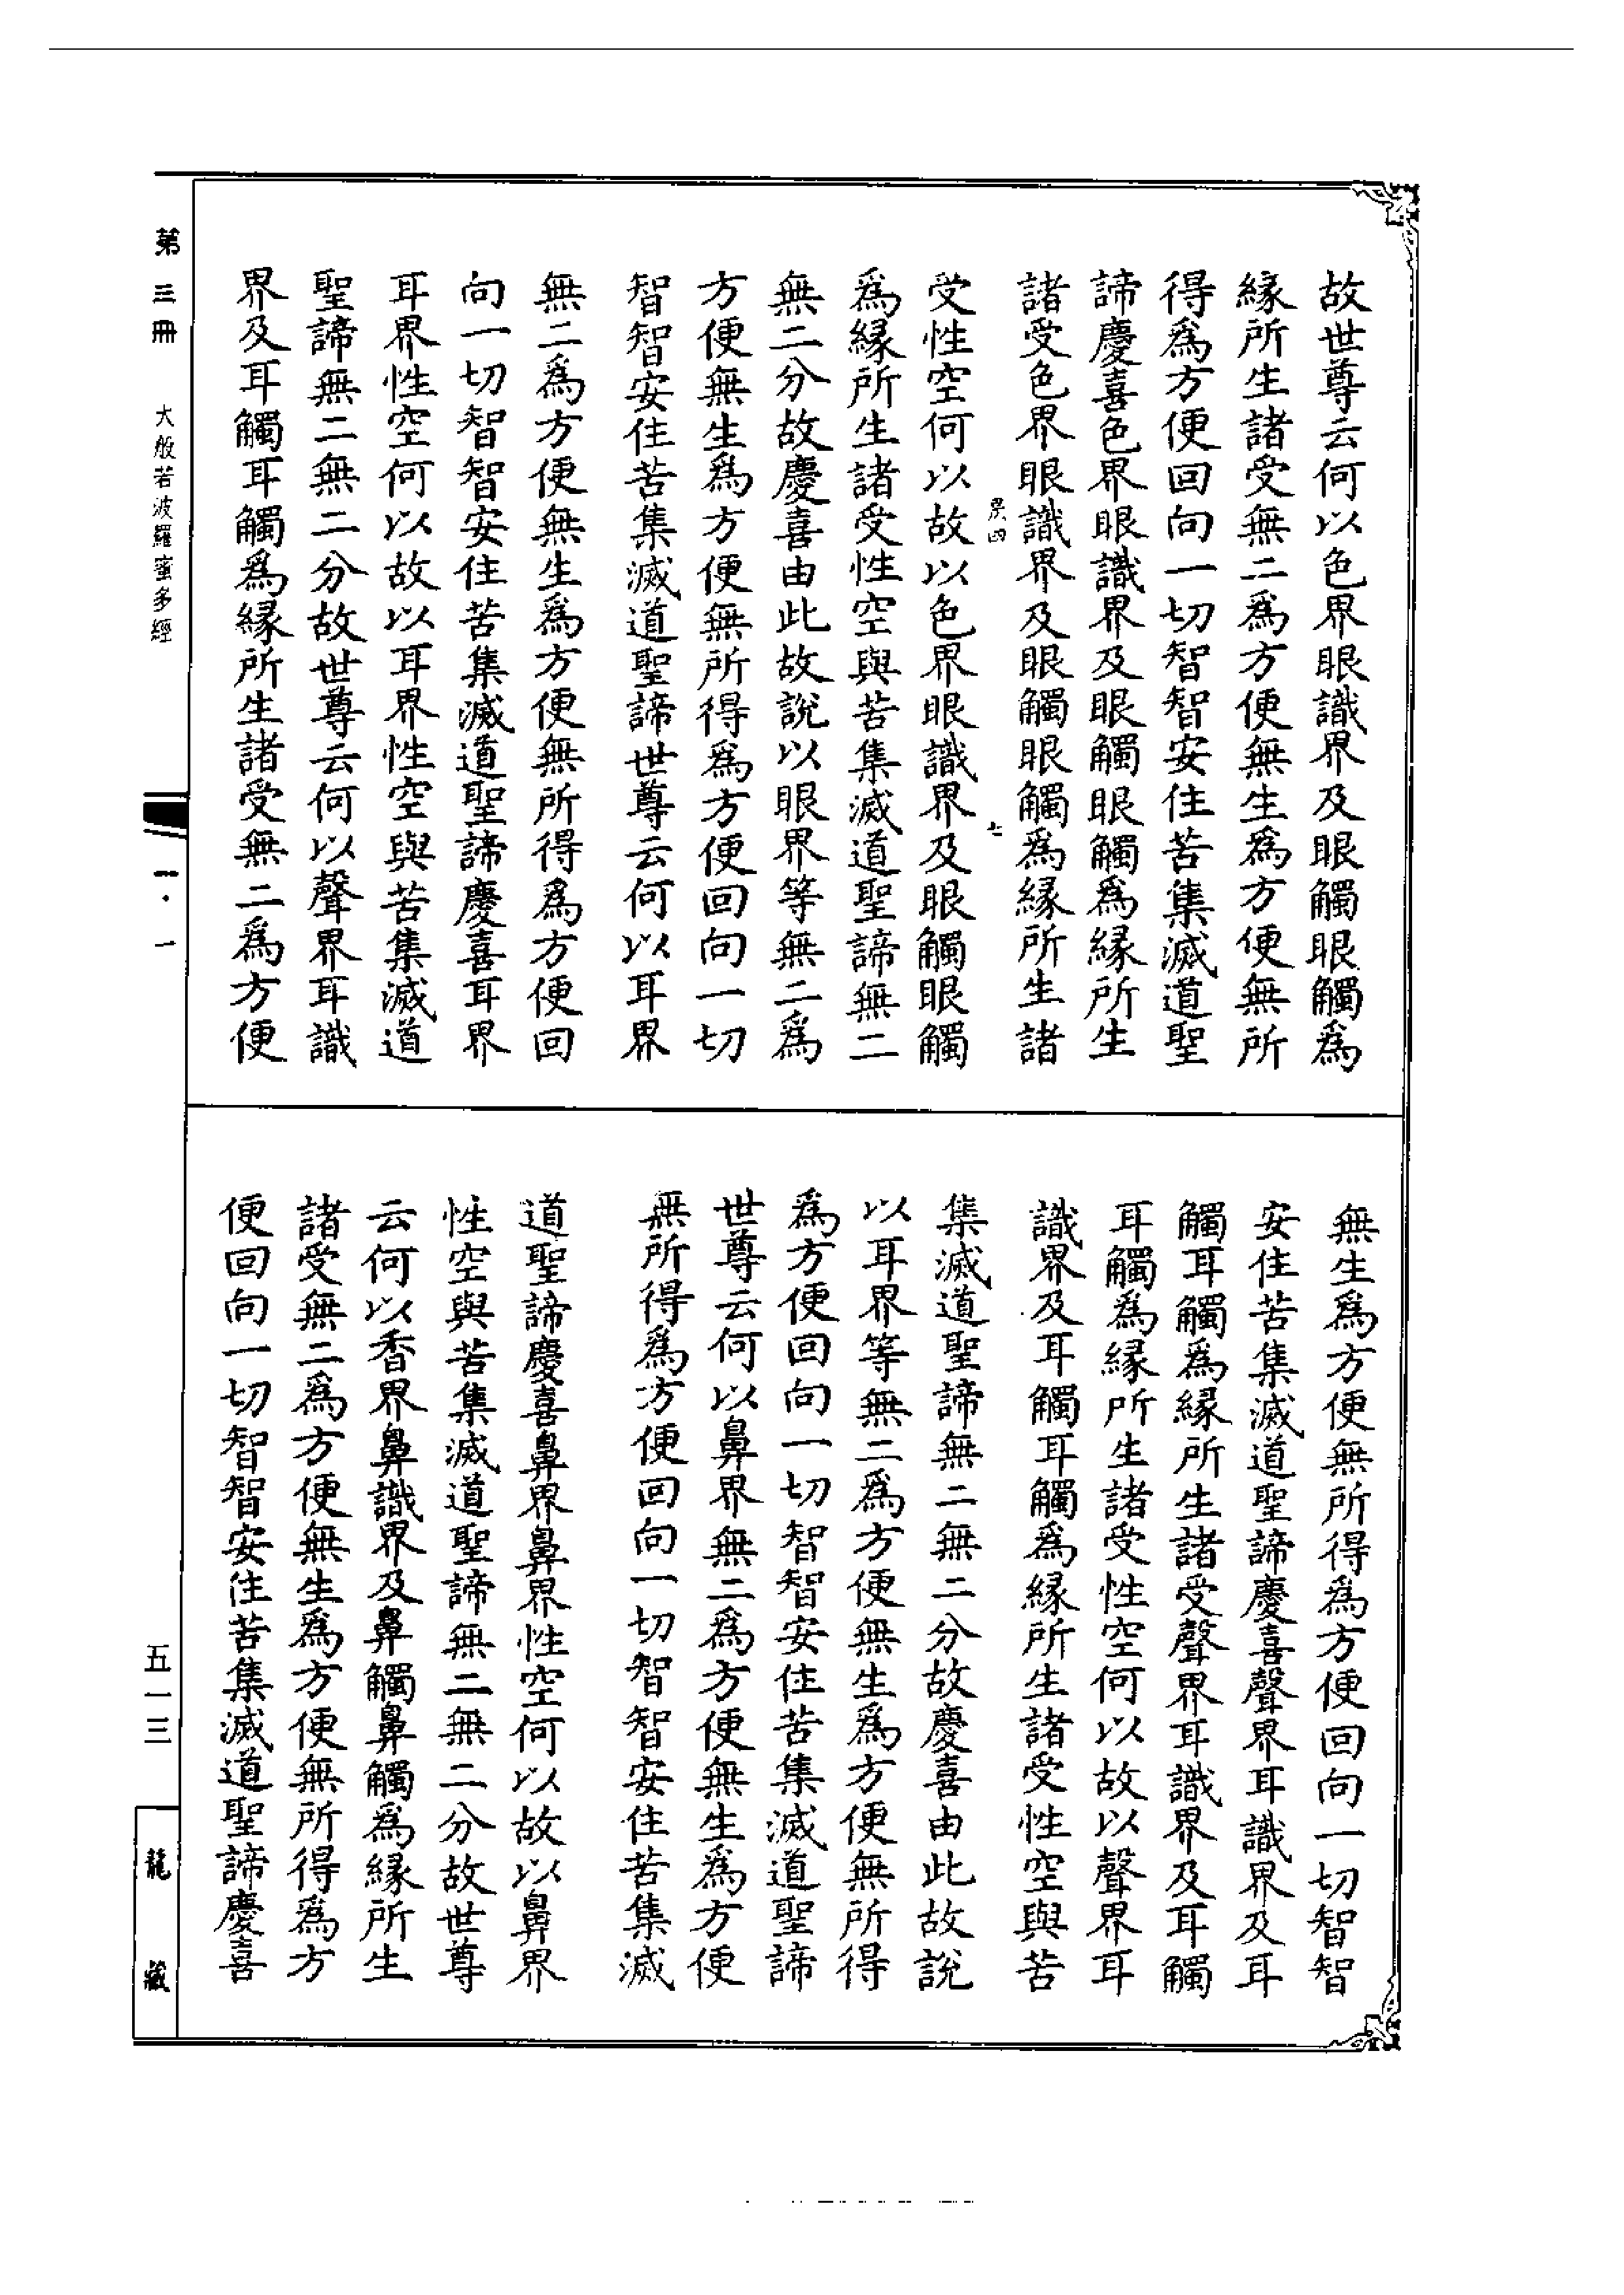 故世尊云何以色界眼識界及眼觸眼觸爲
緣所生諸受無二爲方便無生爲方便無所
得爲方便回向一切智智安住苦集滅道聖
諦慶喜色界眼識界及眼觸眼觸爲緣所生
諸受色界眼識界及眼觸眼觸爲緣所生諸
四 七
受性空何以故以色界眼識界及眼觸眼觸
爲緣所生諸受性空與苦集滅道聖諦無二
無二分故慶喜由此故說以眼界等無二爲
方便無生爲方便無所得爲方便回向一切
智智安住苦集滅道聖諦世尊云何以耳界
無二爲方便無生爲方便無所得爲方便回
向一切智智安住苦集滅道聖諦慶喜耳界
耳界性空何以故以耳界性空與苦集滅道
聖諦無二無二分故世尊云何以聲界耳識
界及耳觸耳觸爲緣所生諸受無二爲方便
無生爲方便無所得爲方便回向一切智智
安住苦集滅道聖諦慶喜聲界耳識界及耳
觸耳觸爲緣所生諸受聲界耳識界及耳觸
耳觸爲緣所生諸受性空何以故以聲界耳
識界及耳觸耳觸爲緣所生諸受性空與苦
集滅道聖諦無二無二分故慶喜由此故說
以耳界等無二爲方便無生爲方便無所得
爲方便回向一切智智安住苦集滅道聖諦
世尊云何以鼻界無二爲方便無生爲方便
無所得爲方便回向一切智智安住苦集滅
道聖諦慶喜鼻界鼻界性空何以故以鼻界
性空與苦集滅道聖諦無二無二分故世尊
云何以香界鼻識界及鼻觸鼻觸爲緣所生
諸受無二爲方便無生爲方便無所得爲方
便回向一切智智安住苦集滅道聖諦慶喜
第三冊 大般若波羅蜜多經 一·一 五一三 龍藏